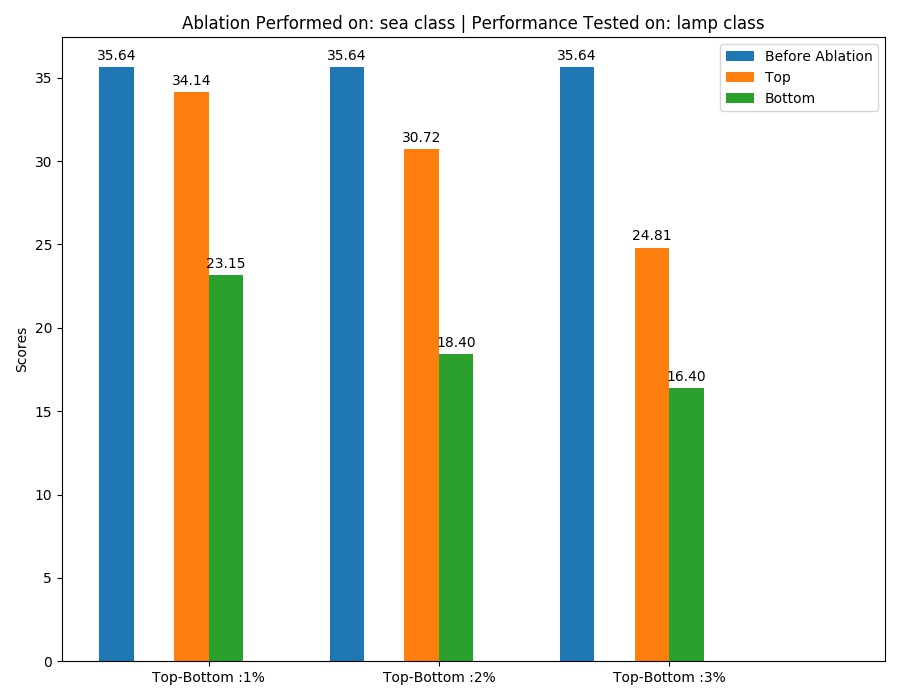 Ablation Performed on: sea class | Performance Tested on: lamp class
35.64
35.64
35.64
34.14
30.72
24.81
23.15
18.40
16.40
Before Ablation
Top
Bottom
Scores
35
30
25
20
15
10
5
0
Top-Bottom :1%
Top-Bottom :2%
Top-Bottom :3%